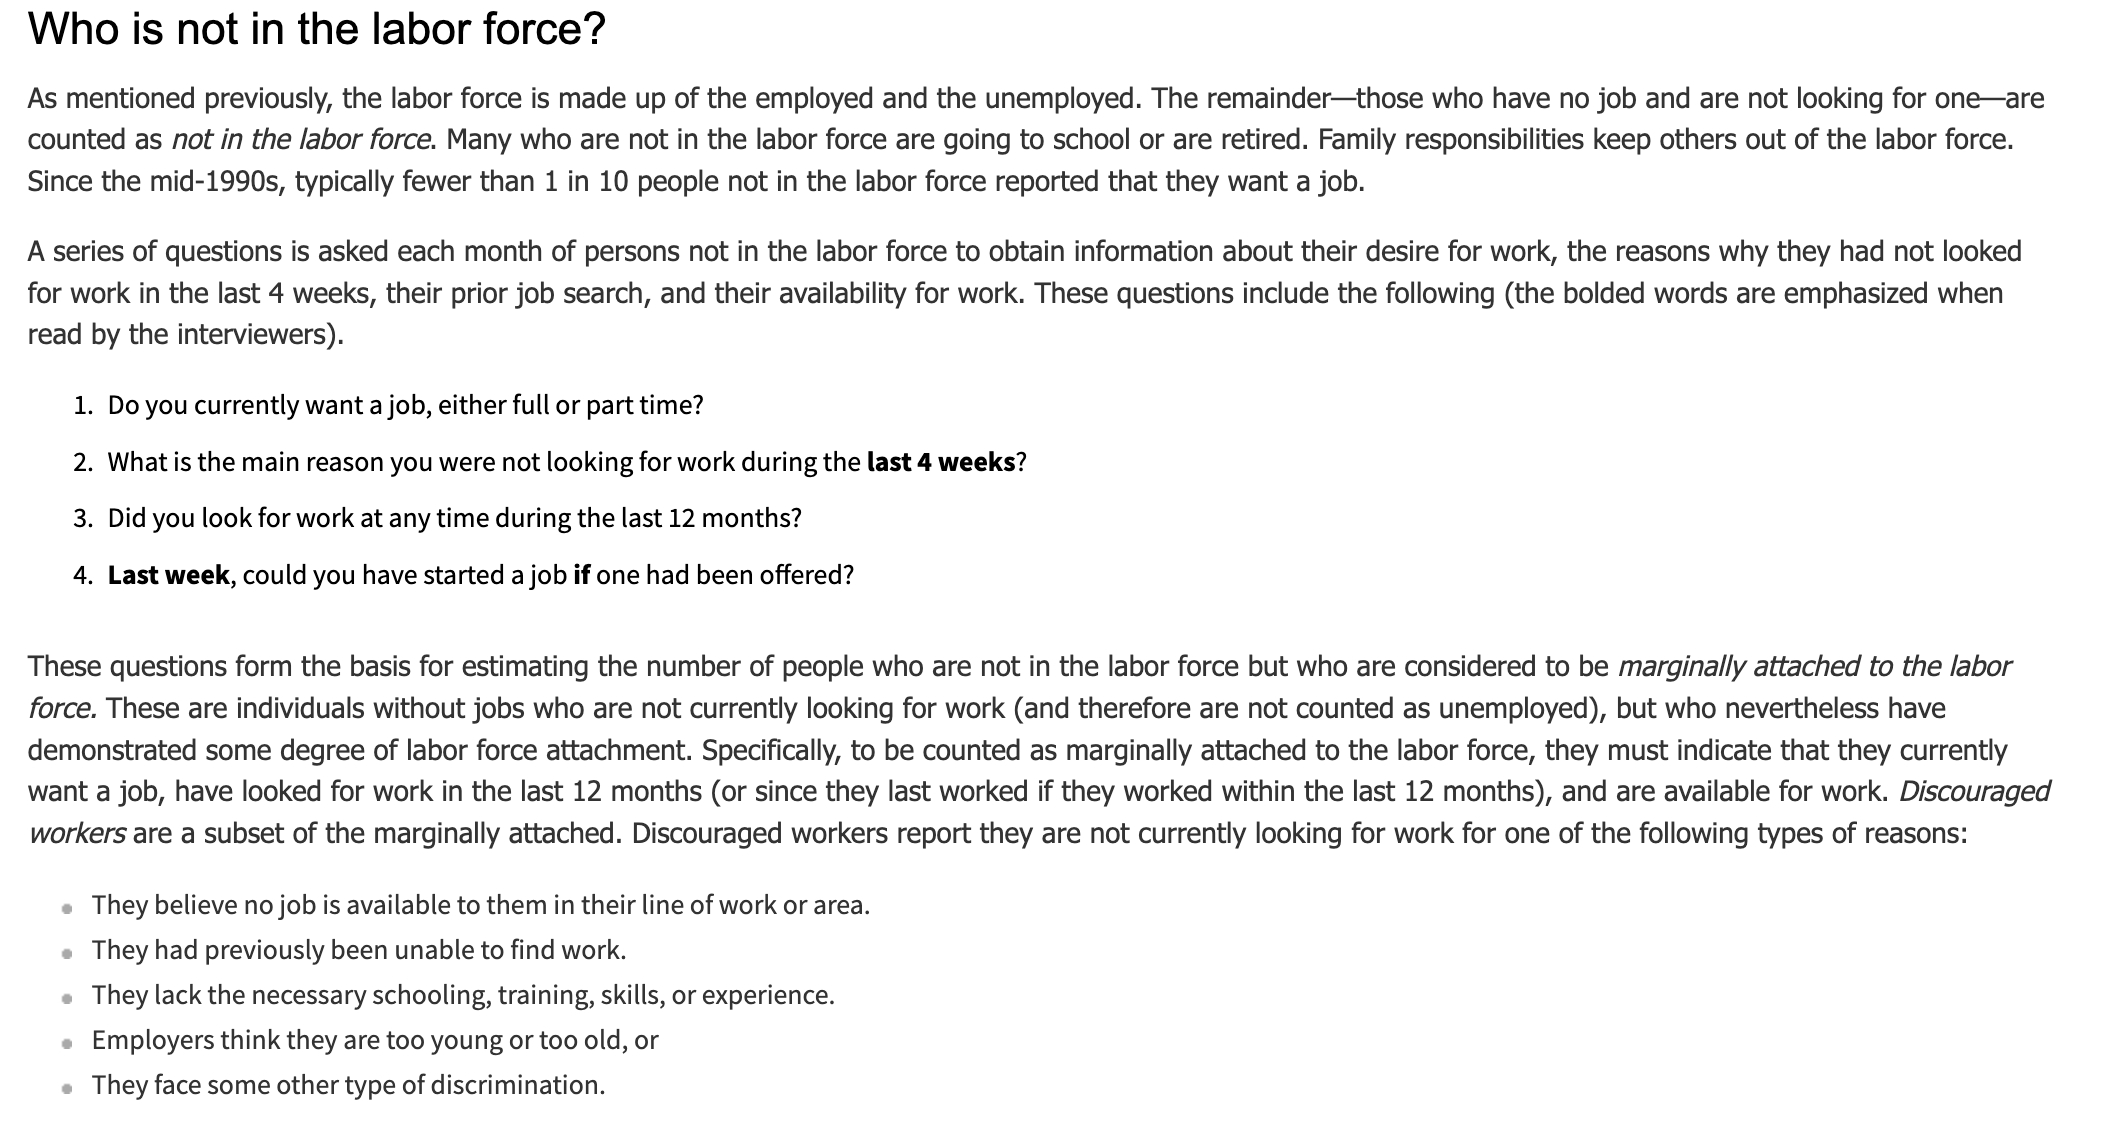 Who is not in the labor force?
As mentioned previously, the labor force is made up of the employed and the unemployed. The remainder—those who have no job and are not looking for one—are
counted as not in the labor force. Many who are not in the labor force are going to school or are retired. Family responsibilities keep others out of the labor force.
Since the mid-1990s, typically fewer than 1 in 10 people not in the labor force reported that they want a job.
A series of questions is asked each month of persons not in the labor force to obtain information about their desire for work, the reasons why they had not looked
for work in the last 4 weeks, their prior job search, and their availability for work. These questions include the following (the bolded words are emphasized when
read by the interviewers).
1. Do you currently want a job, either full or part time?
2. What is the main reason you were not looking for work during the last 4 weeks?
3. Did you look for work at any time during the last 12 months?
4. Last week, could you have started a job if one had been offered?
These questions form the basis for estimating the number of people who are not in the labor force but who are considered to be marginally attached to the labor
force. These are individuals without jobs who are not currently looking for work (and therefore are not counted as unemployed), but who nevertheless have
demonstrated some degree of labor force attachment. Specifically, to be counted as marginally attached to the labor force, they must indicate that they currently
want a job, have looked for work in the last 12 months (or since they last worked if they worked within the last 12 months), and are available for work. Discouraged
workers are a subset of the marginally attached. Discouraged workers report they are not currently looking for work for one of the following types of reasons:
• They believe no job is available to them in their line of work or area.
• They had previously been unable to find work.
• They lack the necessary schooling, training, skills, or experience.
• Employers think they are too young or too old, or
• They face some other type of discrimination.